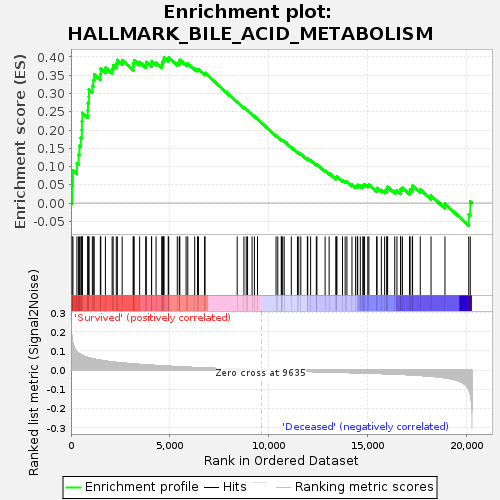 Enrichment plot:
HALLMARK_BILE_ACID_METABOLISM
Enrichment score (ES)
0.40
0.35
0.30
0.25
0.20
0.15
0.10
0.05
0.00
-0.05
'Survived' (positively correlated)
Ranked list metric (Signal2Noise)
0.3
0.2
0.1
0.0
-0.1
-0.2
-0.3
Zero cross at 9635
'Deceased' (negatively correlated)
0
5,000
10,000
15,000
20,000
Rank in Ordered Dataset
Enrichment profile
Hits
Ranking metric scores